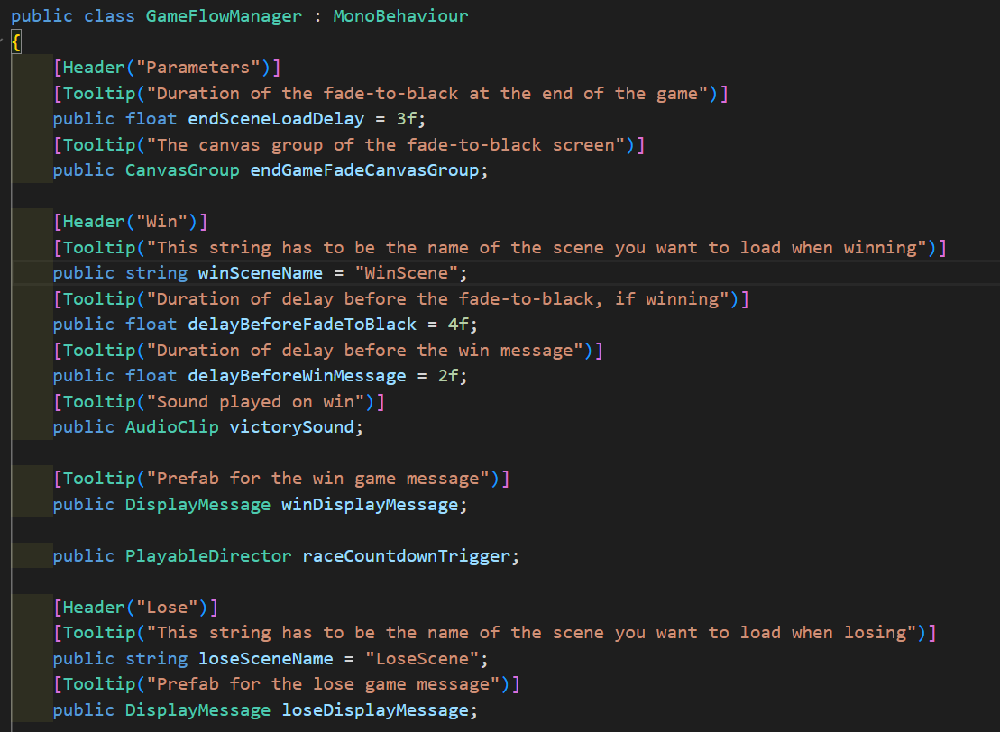 public class GameFlowManager : MonoBehaviour
{
[Header("Parameters")]
[Tooltip("Duration of the fade-to-black at the end of the game")]
public float endSceneLoadDelay = 3f;
[Tooltip("The canvas group of the fade-to-black screen")]
public CanvasGroup endGameFadeCanvasGroup;
[Header("Win")]
[Tooltip("This string has to be the name of the scene you want to load when winning")]
public string winSceneName = "WinScene";
[Tooltip("Duration of delay before the fade-to-black, if winning")]
public float delayBeforeFadeToBlack = 4f;
[Tooltip("Duration of delay before the win message")]
public float delayBeforeWinMessage = 2f;
[Tooltip("Sound played on win")]
public AudioClip victorySound;
[Tooltip("Prefab for the win game message")]
public DisplayMessage winDisplayMessage;
public PlayableDirector raceCountdownTrigger;
[Header("Lose")]
[Tooltip("This string has to be the name of the scene you want to load when losing")]
public string loseSceneName = "LoseScene";
[Tooltip("Prefab for the lose game message")]
public DisplayMessage loseDisplayMessage;